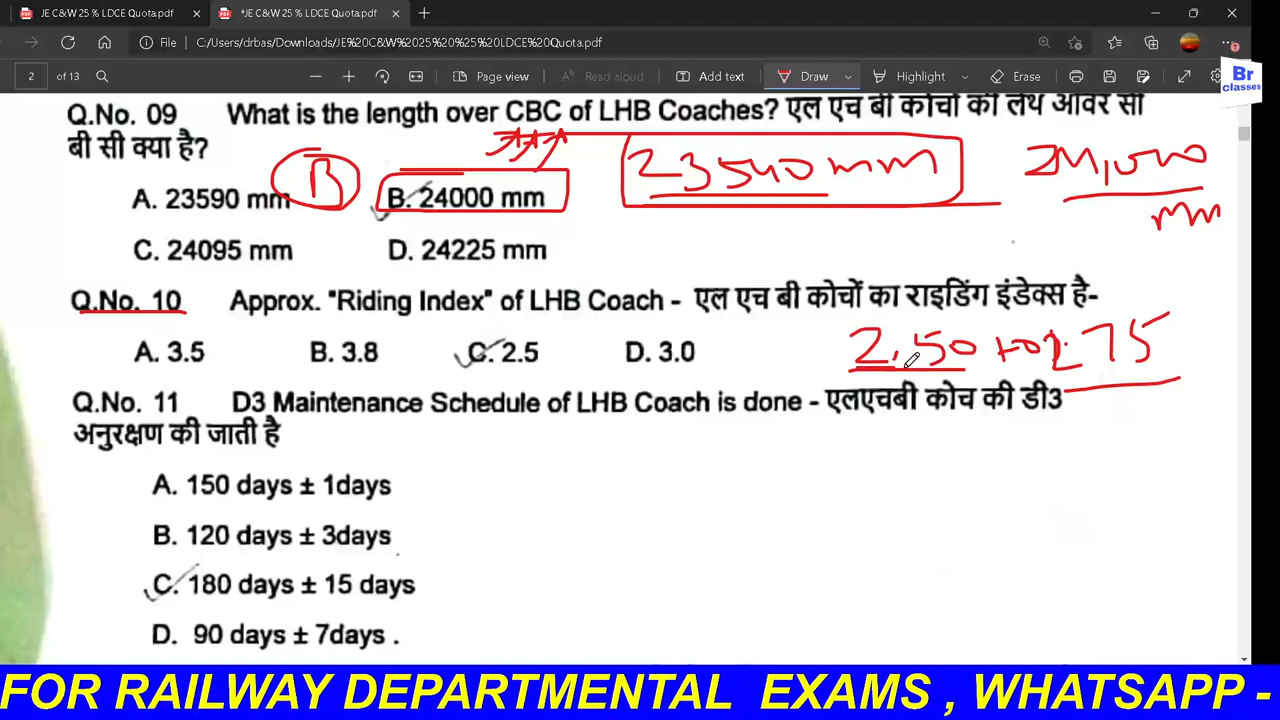 JE C&W 25 % LDCE Quota.pdf *JE C&W 25 % LDCE Quota.pdf
File C:/Users/drbas/Downloads/JE%20C&W%2025%20%25%20LDCE%20Quota.pdf
2 of 13 Page view Read aloud Add text Draw Highlight Erase
Br
classes
Q.No. 09 What is the length over CBC of LHB Coaches? एल एच बी कोचों की लेंथ ओवर सी
बी सी क्या है?
B 23540mm 24,000
mm
A. 23590 mm B. 24000 mm
C. 24095 mm D. 24225 mm
Q.No. 10 Approx. "Riding Index" of LHB Coach - एल एच बी कोचों का राइडिंग इंडेक्स है-
A. 3.5 B. 3.8 C. 2.5 D. 3.0 2.50 to 2.75
Q.No. 11 D3 Maintenance Schedule of LHB Coach is done - एलएचबी कोच की डी3
अनुरक्षण की जाती है
A. 150 days ± 1days
B. 120 days ± 3days
C. 180 days ± 15 days
D. 90 days ± 7days .
FOR RAILWAY DEPARTMENTAL EXAMS , WHATSAPP -